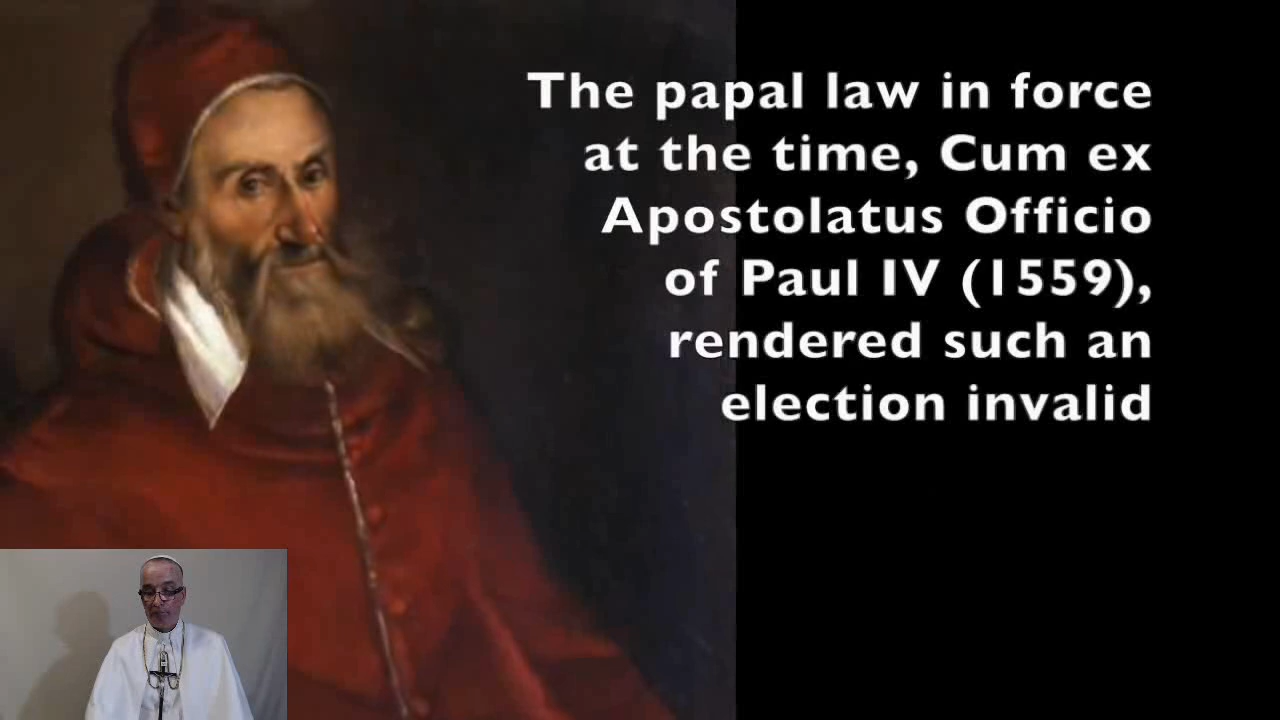 The papal law in force
at the time, Cum ex
Apostolatus Officio
of Paul IV (1559),
rendered such an
election invalid